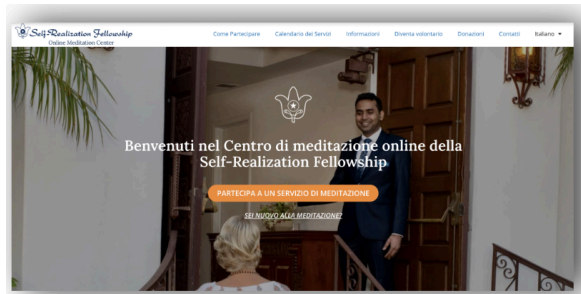 Self-Realization Fellowship
Online Meditation Center
Come Partecipare
Calendario dei Servizi
Informazioni
Diventa volontario
Donazioni
Contatti
Italiano
Benvenuti nel Centro di meditazione online della
Self-Realization Fellowship
PARTECIPA A UN SERVIZIO DI MEDITAZIONE
SEI NUOVO ALLA MEDITAZIONE?